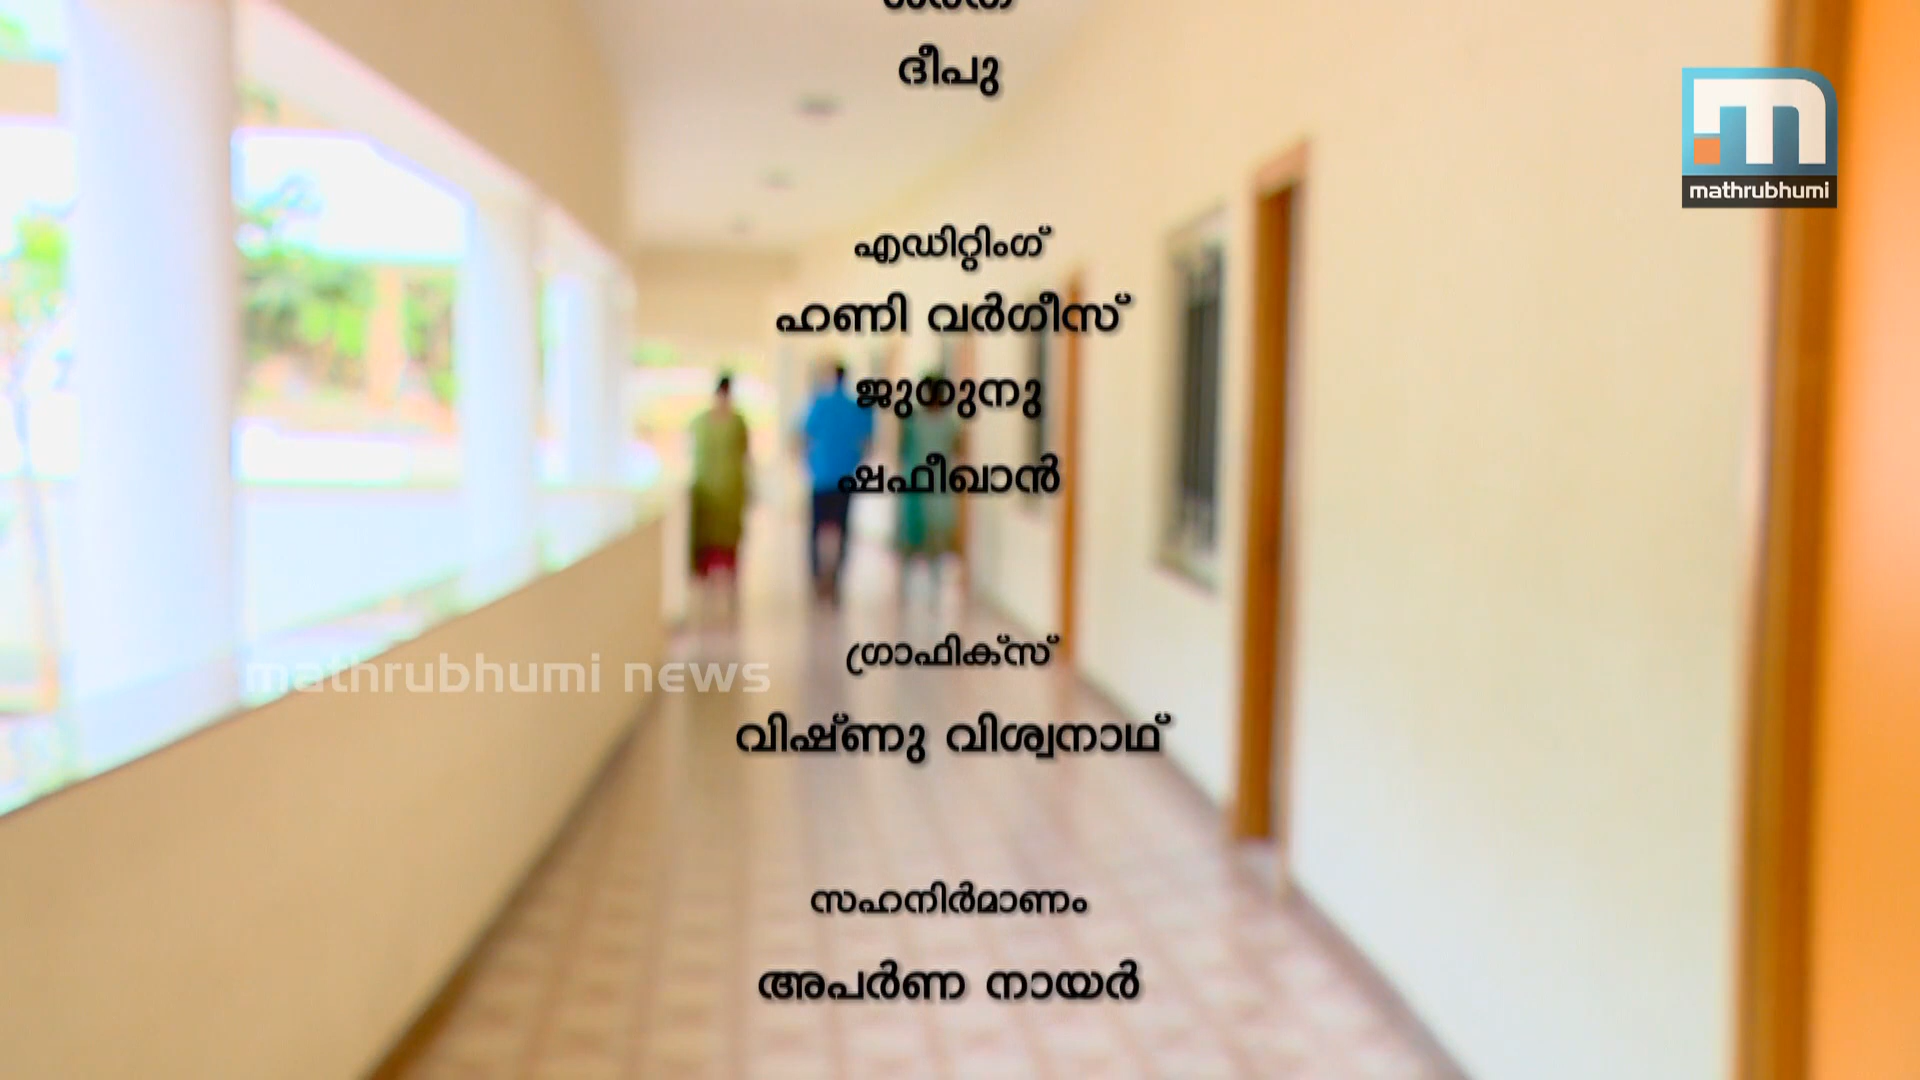 ദീപു
mathrubhumi
എഡിറ്റിംഗ്
ഹണി വർഗീസ്
ജുഗുനു
ഷഫീഖാൻ
ഗ്രാഫിക്സ്
mathrubhumi news
വിഷ്ണു വിശ്വനാഥ്
സഹനിർമാണം
അപർണ നായർ